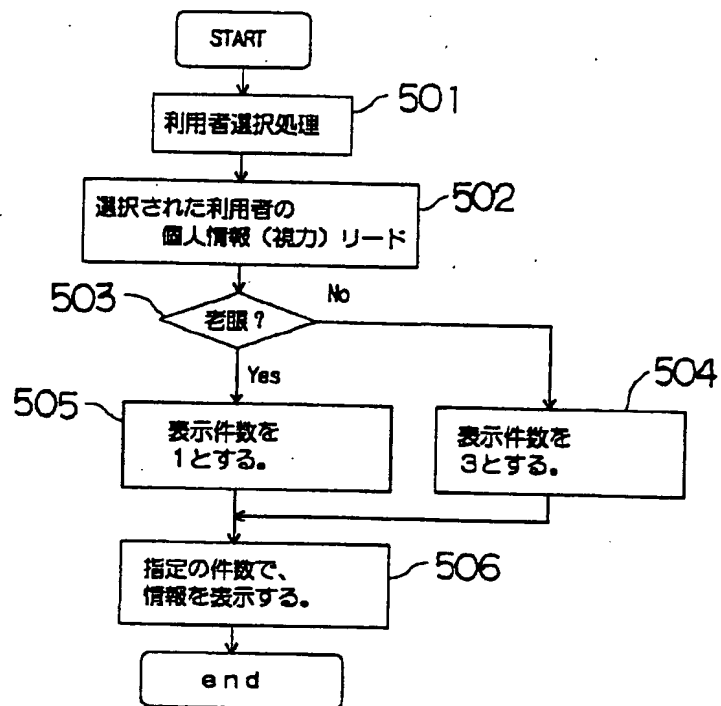 START
501
利用者選択処理
502
選択された利用者の
個人情報（視力）リード
503
老眼？
No
Yes
505
表示件数を
1とする。
504
表示件数を
3とする。
506
指定の件数で、
情報を表示する。
end